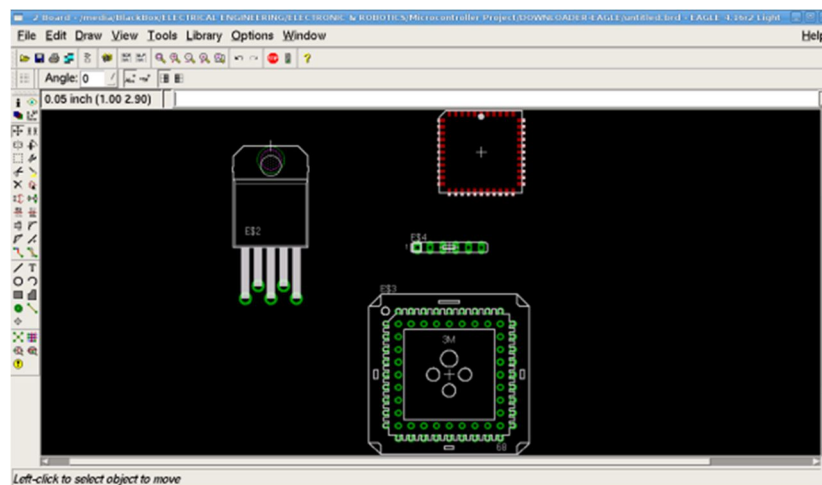 2 Board - /media/BlackBox/ELECTRICAL ENGINEERING/ELECTRONIC & ROBOTICS/Microcontroller Project/DOWNLOADER-EAGLE/untitled.brd - EAGLE 4.16r2 Light
File Edit Draw View Tools Library Options Window Help
Angle: 0
0.05 inch (1.00 2.90)
E$2
E$4
E$3
3M
68
Left-click to select object to move